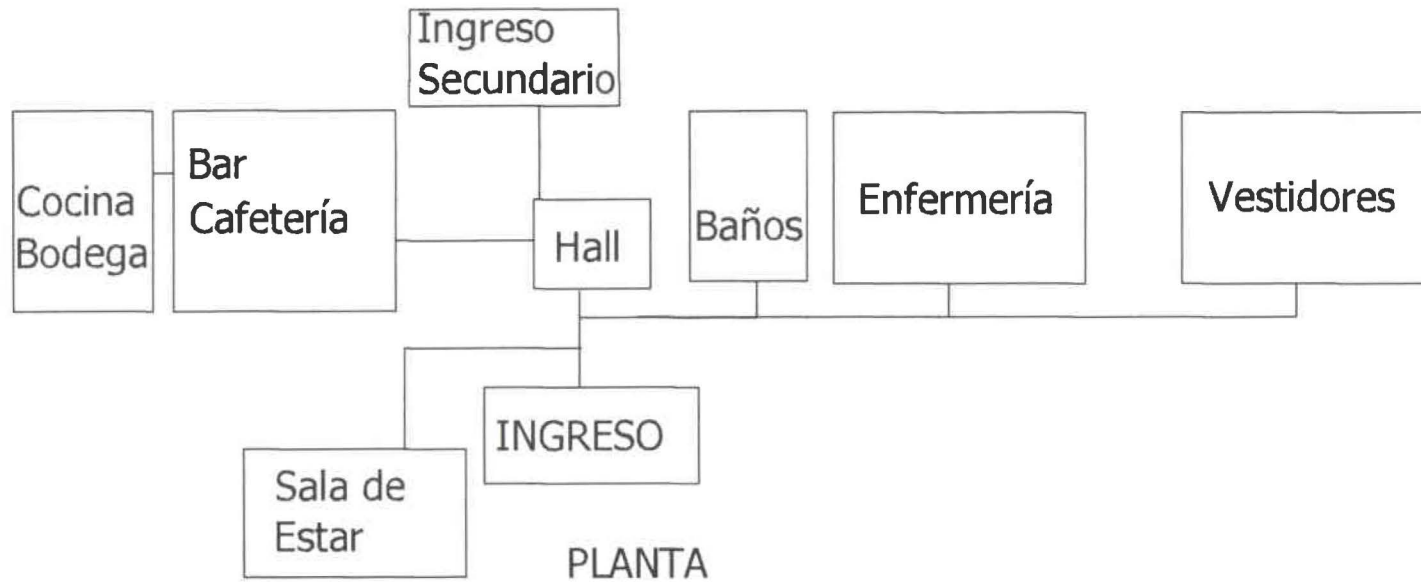 Ingreso
Secundario
Cocina
Bodega
Bar
Cafetería
Hall
Baños
Enfermería
Vestidores
INGRESO
Sala de
Estar
PLANTA